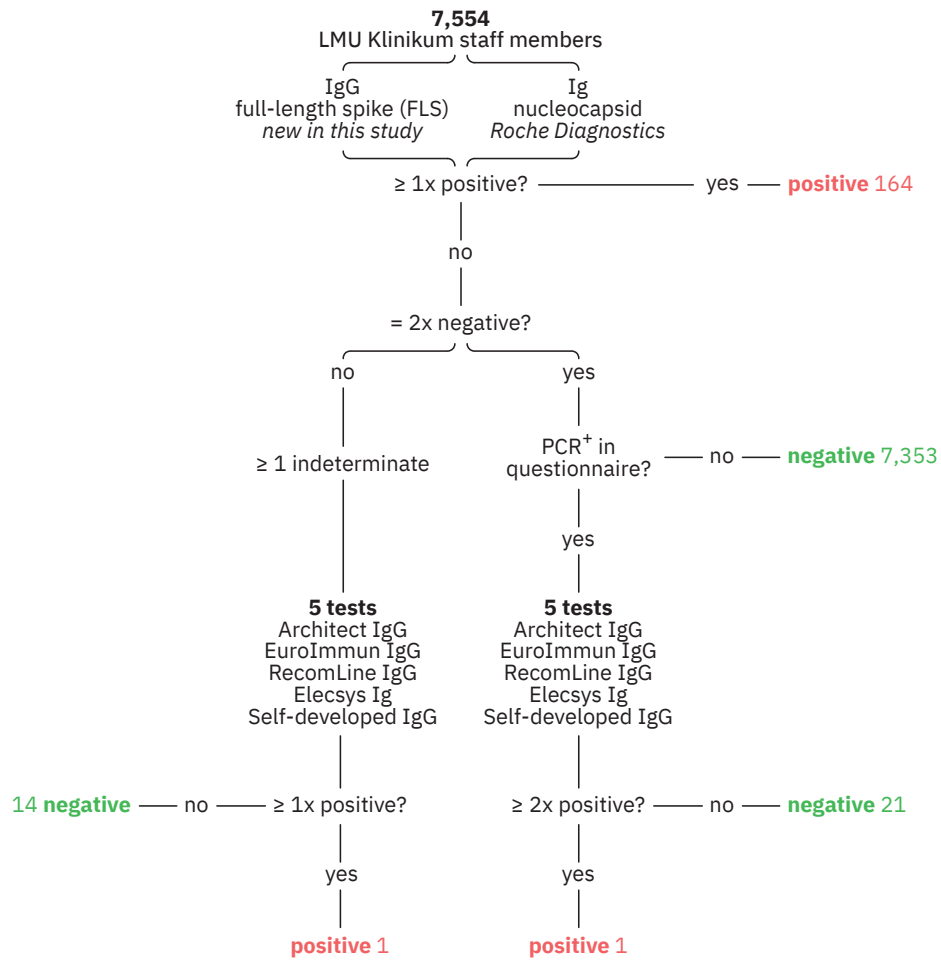 7,554
LMU Klinikum staff members
IgG
full-length spike (FLS)
new in this study
Ig
nucleocapsid
Roche Diagnostics
≥ 1x positive?
yes
positive 164
no
= 2x negative?
no
yes
≥ 1 indeterminate
PCR+ in
questionnaire?
no
negative 7,353
yes
5 tests
Architect IgG
EuroImmun IgG
RecomLine IgG
Elecsys Ig
Self-developed IgG
5 tests
Architect IgG
EuroImmun IgG
RecomLine IgG
Elecsys Ig
Self-developed IgG
14 negative
no
≥ 1x positive?
≥ 2x positive?
no
negative 21
yes
yes
positive 1
positive 1